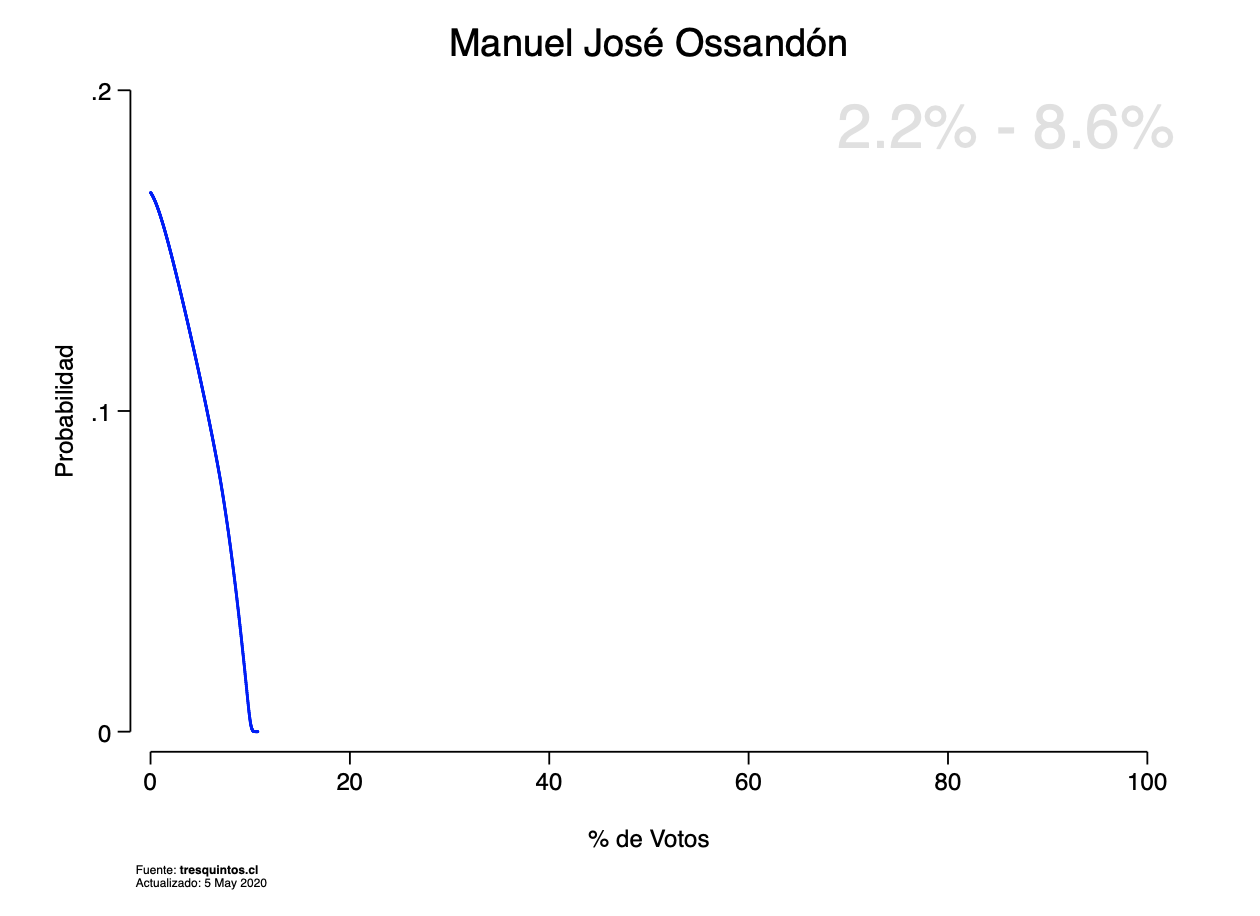 Manuel José Ossandón
2.2% - 8.6%
.2
.1
0
Probabilidad
0 20 40 60 80 100
% de Votos
Fuente: tresquintos.cl
Actualizado: 5 May 2020